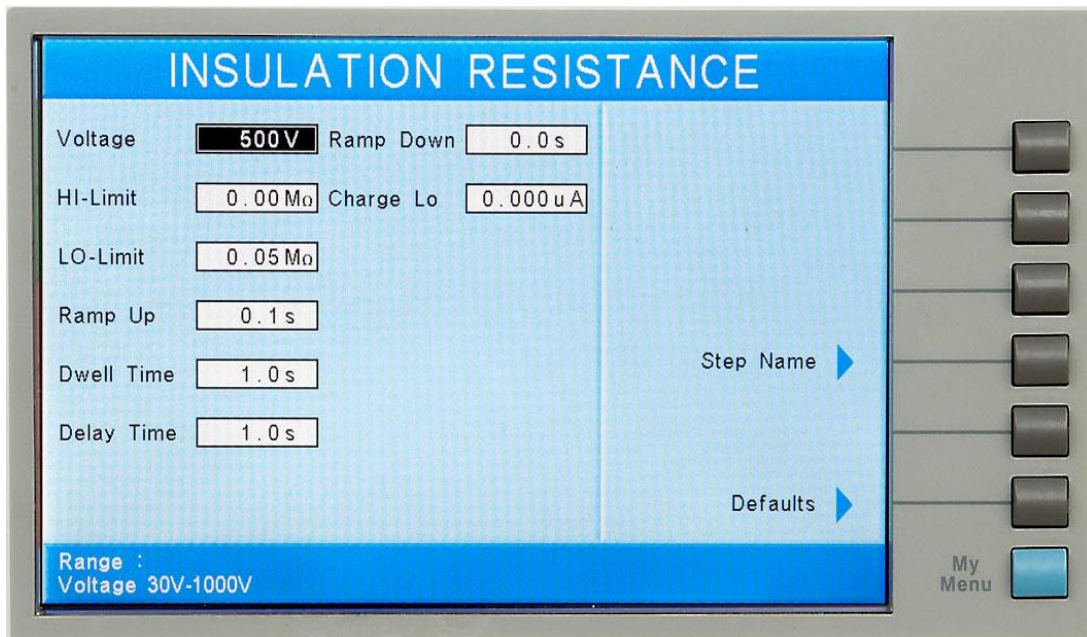 INSULATION RESISTANCE
Voltage 500V Ramp Down 0.0s
HI-Limit 0.00MΩ Charge Lo 0.000uA
LO-Limit 0.05MΩ
Ramp Up 0.1s
Step Name
Dwell Time 1.0s
Delay Time 1.0s
Defaults
Range :
Voltage 30V-1000V
My
Menu